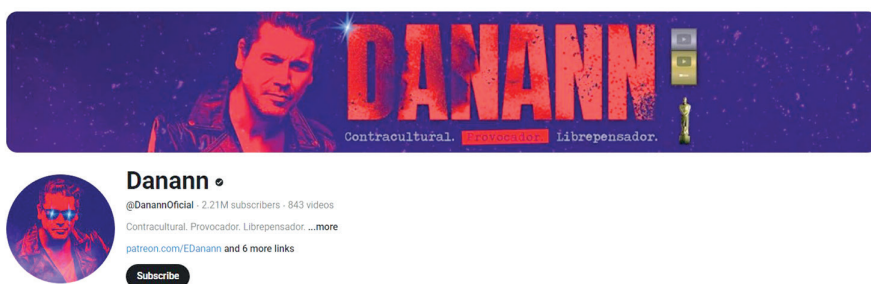 DANANN
Contracultural. Provocador. Librepensador.
Danann
@DanannOficial · 2.21M subscribers · 843 videos
Contracultural. Provocador. Librepensador. ...more
patreon.com/EDanann and 6 more links
Subscribe